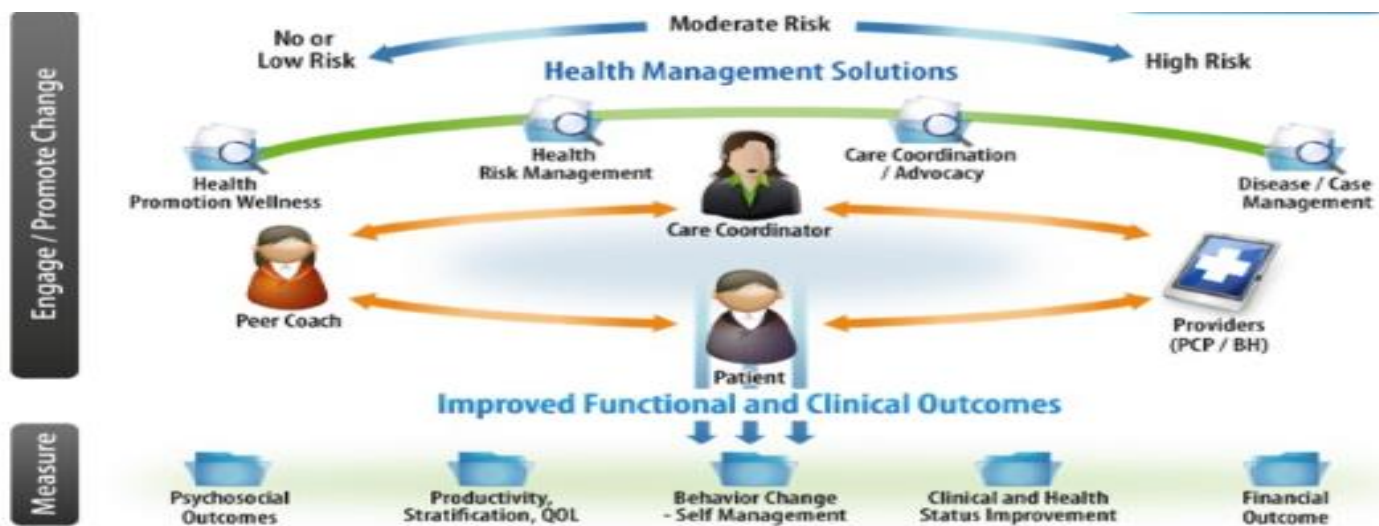 Engage / Promote Change
Moderate Risk
No or
Low Risk
High Risk
Health Management Solutions
Health
Promotion Wellness
Health
Risk Management
Care Coordination
/ Advocacy
Disease / Case
Management
Care Coordinator
Peer Coach
Providers
(PCP / BH)
Patient
Improved Functional and Clinical Outcomes
Measure
Psychosocial
Outcomes
Productivity,
Stratification, QOL
Behavior Change
- Self Management
Clinical and Health
Status Improvement
Financial
Outcome